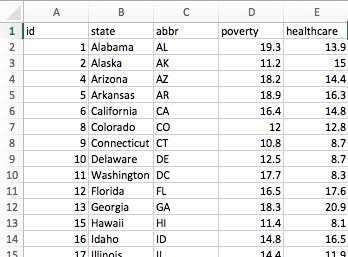 A B C D E
1 id state abbr poverty healthcare
2 1 Alabama AL 19.3 13.9
3 2 Alaska AK 11.2 15
4 4 Arizona AZ 18.2 14.4
5 5 Arkansas AR 18.9 16.3
6 6 California CA 16.4 14.8
7 8 Colorado CO 12 12.8
8 9 Connecticut CT 10.8 8.7
9 10 Delaware DE 12.5 8.7
10 11 Washington DC 17.7 8.3
11 12 Florida FL 16.5 17.6
12 13 Georgia GA 18.3 20.9
13 15 Hawaii HI 11.4 8.1
14 16 Idaho ID 14.8 16.5
15 17 Illinois IL 14.4 11.9